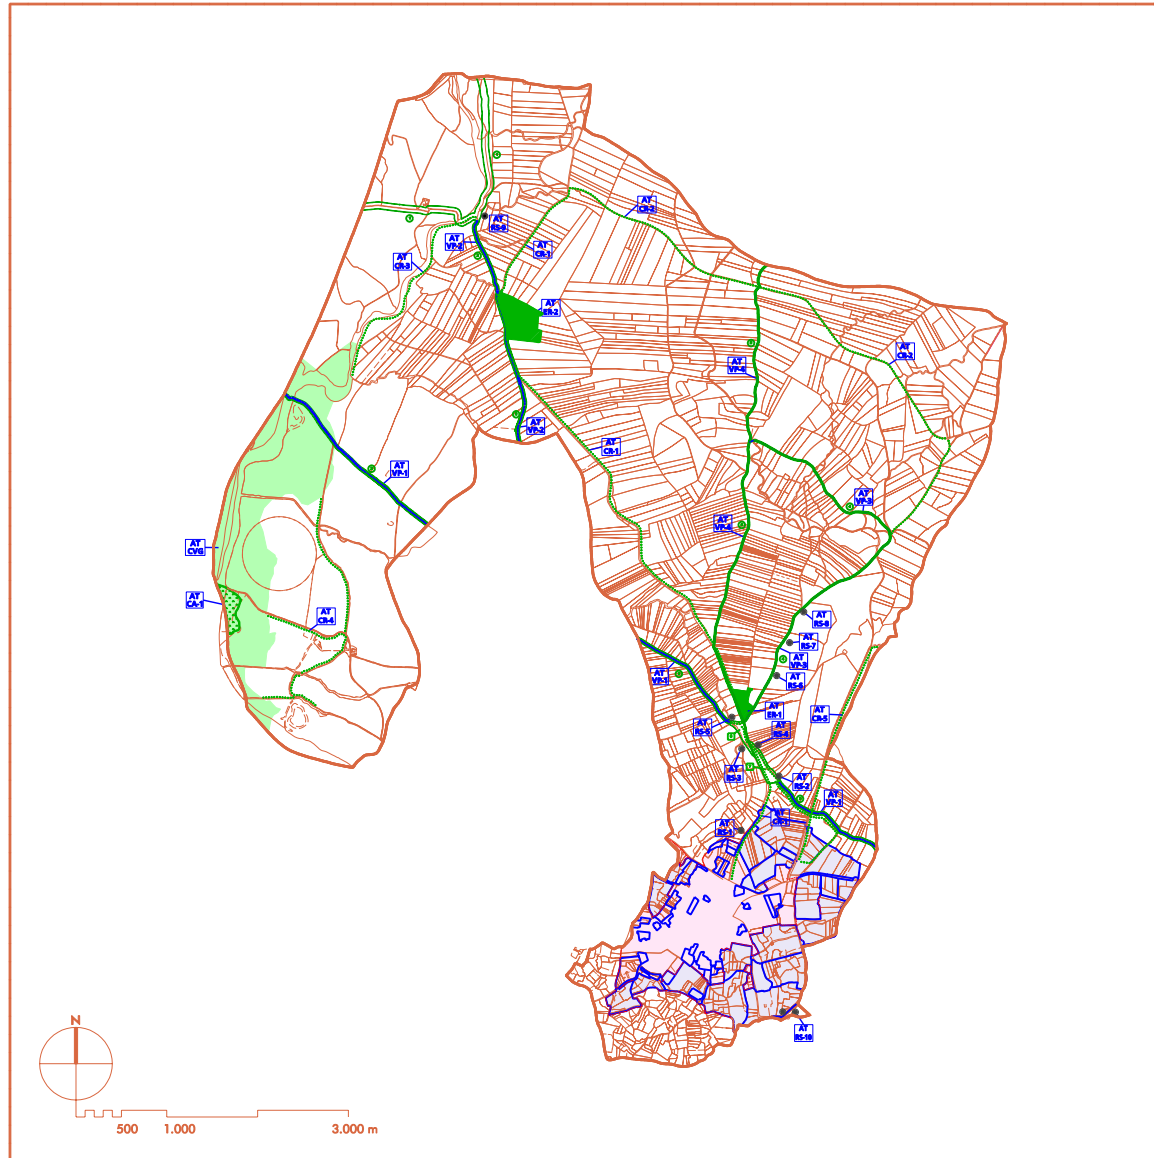 AT
CR-2
AT
RS-9
AT
VP-2
AT
CR-1
AT
CR-3
AT
ER-2
AT
CR-2
AT
VP-4
AT
VP-2
AT
CR-1
AT
VP-1
AT
VP-3
AT
VP-4
AT
CVG
AT
CA-1
AT
CR-4
AT
RS-8
AT
RS-7
AT
VP-3
AT
VP-1
AT
RS-6
AT
ER-1
AT
CR-5
AT
RS-5
AT
RS-4
AT
RS-3
AT
RS-2
AT
VP-1
AT
CR-1
AT
RS-1
AT
RS-10
N
500
1.000
3.000 m